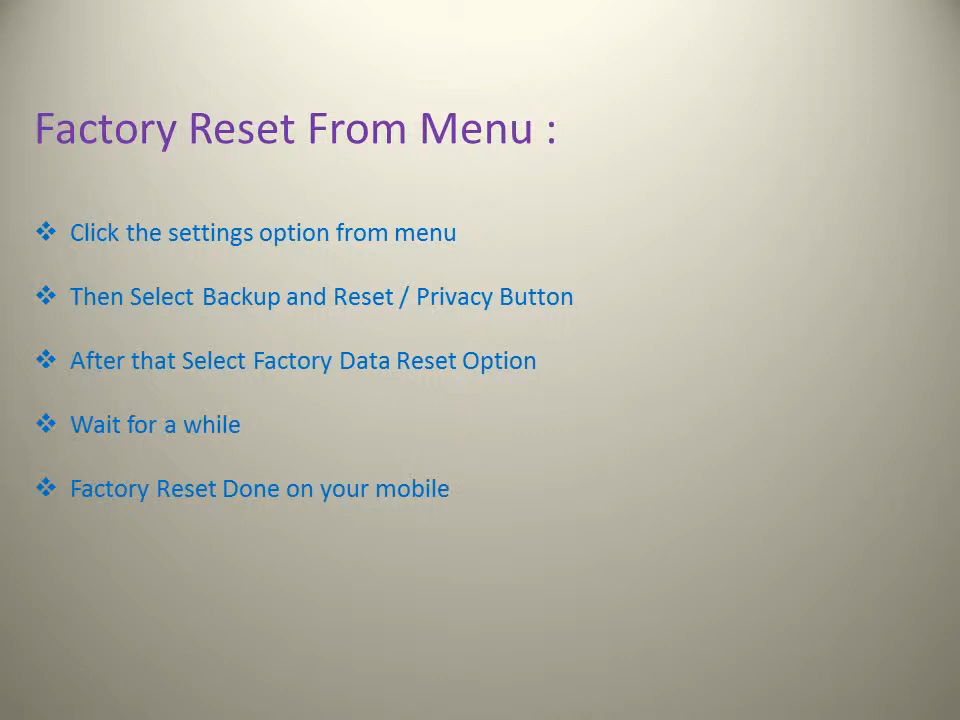 Factory Reset From Menu :
❖ Click the settings option from menu
❖ Then Select Backup and Reset / Privacy Button
❖ After that Select Factory Data Reset Option
❖ Wait for a while
❖ Factory Reset Done on your mobile